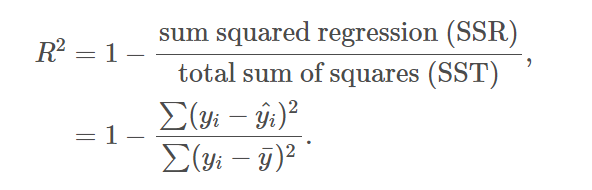 R² = 1 − sum squared regression (SSR) / total sum of squares (SST),
= 1 − ∑(yᵢ − ŷᵢ)² / ∑(yᵢ − ȳ)².